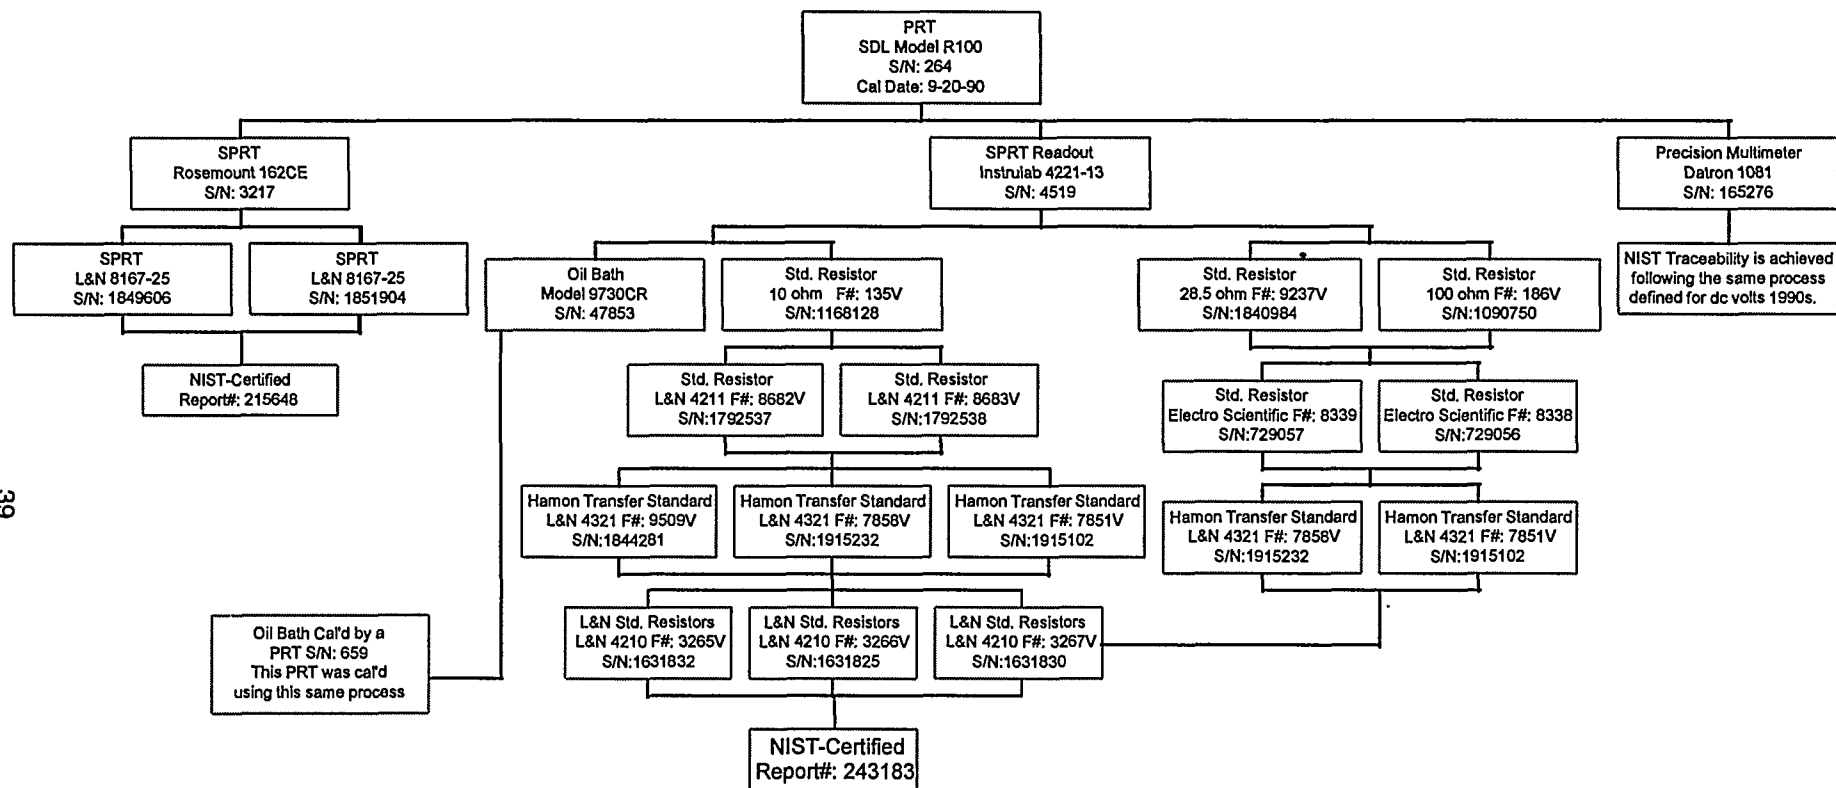 PRT
SDL Model R100
S/N: 264
Cal Date: 9-20-90
SPRT
Rosemount 162CE
S/N: 3217
SPRT Readout
Instrulab 4221-13
S/N: 4519
Precision Multimeter
Datron 1081
S/N: 165276
SPRT
L&N 8167-25
S/N: 1849606
SPRT
L&N 8167-25
S/N: 1851904
Oil Bath
Model 9730CR
S/N: 47853
Std. Resistor
10 ohm F#: 135V
S/N:1168128
Std. Resistor
28.5 ohm F#: 9237V
S/N:1840984
Std. Resistor
100 ohm F#: 186V
S/N:1090750
NIST Traceability is achieved
following the same process
defined for dc volts 1990s.
NIST-Certified
Report#: 215648
Std. Resistor
L&N 4211 F#: 8682V
S/N:1792537
Std. Resistor
L&N 4211 F#: 8683V
S/N:1792538
Std. Resistor
Electro Scientific F#: 8339
S/N:729057
Std. Resistor
Electro Scientific F#: 8338
S/N:729056
Hamon Transfer Standard
L&N 4321 F#: 9509V
S/N:1844281
Hamon Transfer Standard
L&N 4321 F#: 7858V
S/N:1915232
Hamon Transfer Standard
L&N 4321 F#: 7851V
S/N:1915102
Hamon Transfer Standard
L&N 4321 F#: 7858V
S/N:1915232
Hamon Transfer Standard
L&N 4321 F#: 7851V
S/N:1915102
Oil Bath Cal'd by a
PRT S/N: 659
This PRT was cal'd
using this same process
L&N Std. Resistors
L&N 4210 F#: 3265V
S/N:1631832
L&N Std. Resistors
L&N 4210 F#: 3266V
S/N:1631825
L&N Std. Resistors
L&N 4210 F#: 3267V
S/N:1631830
NIST-Certified
Report#: 243183
39